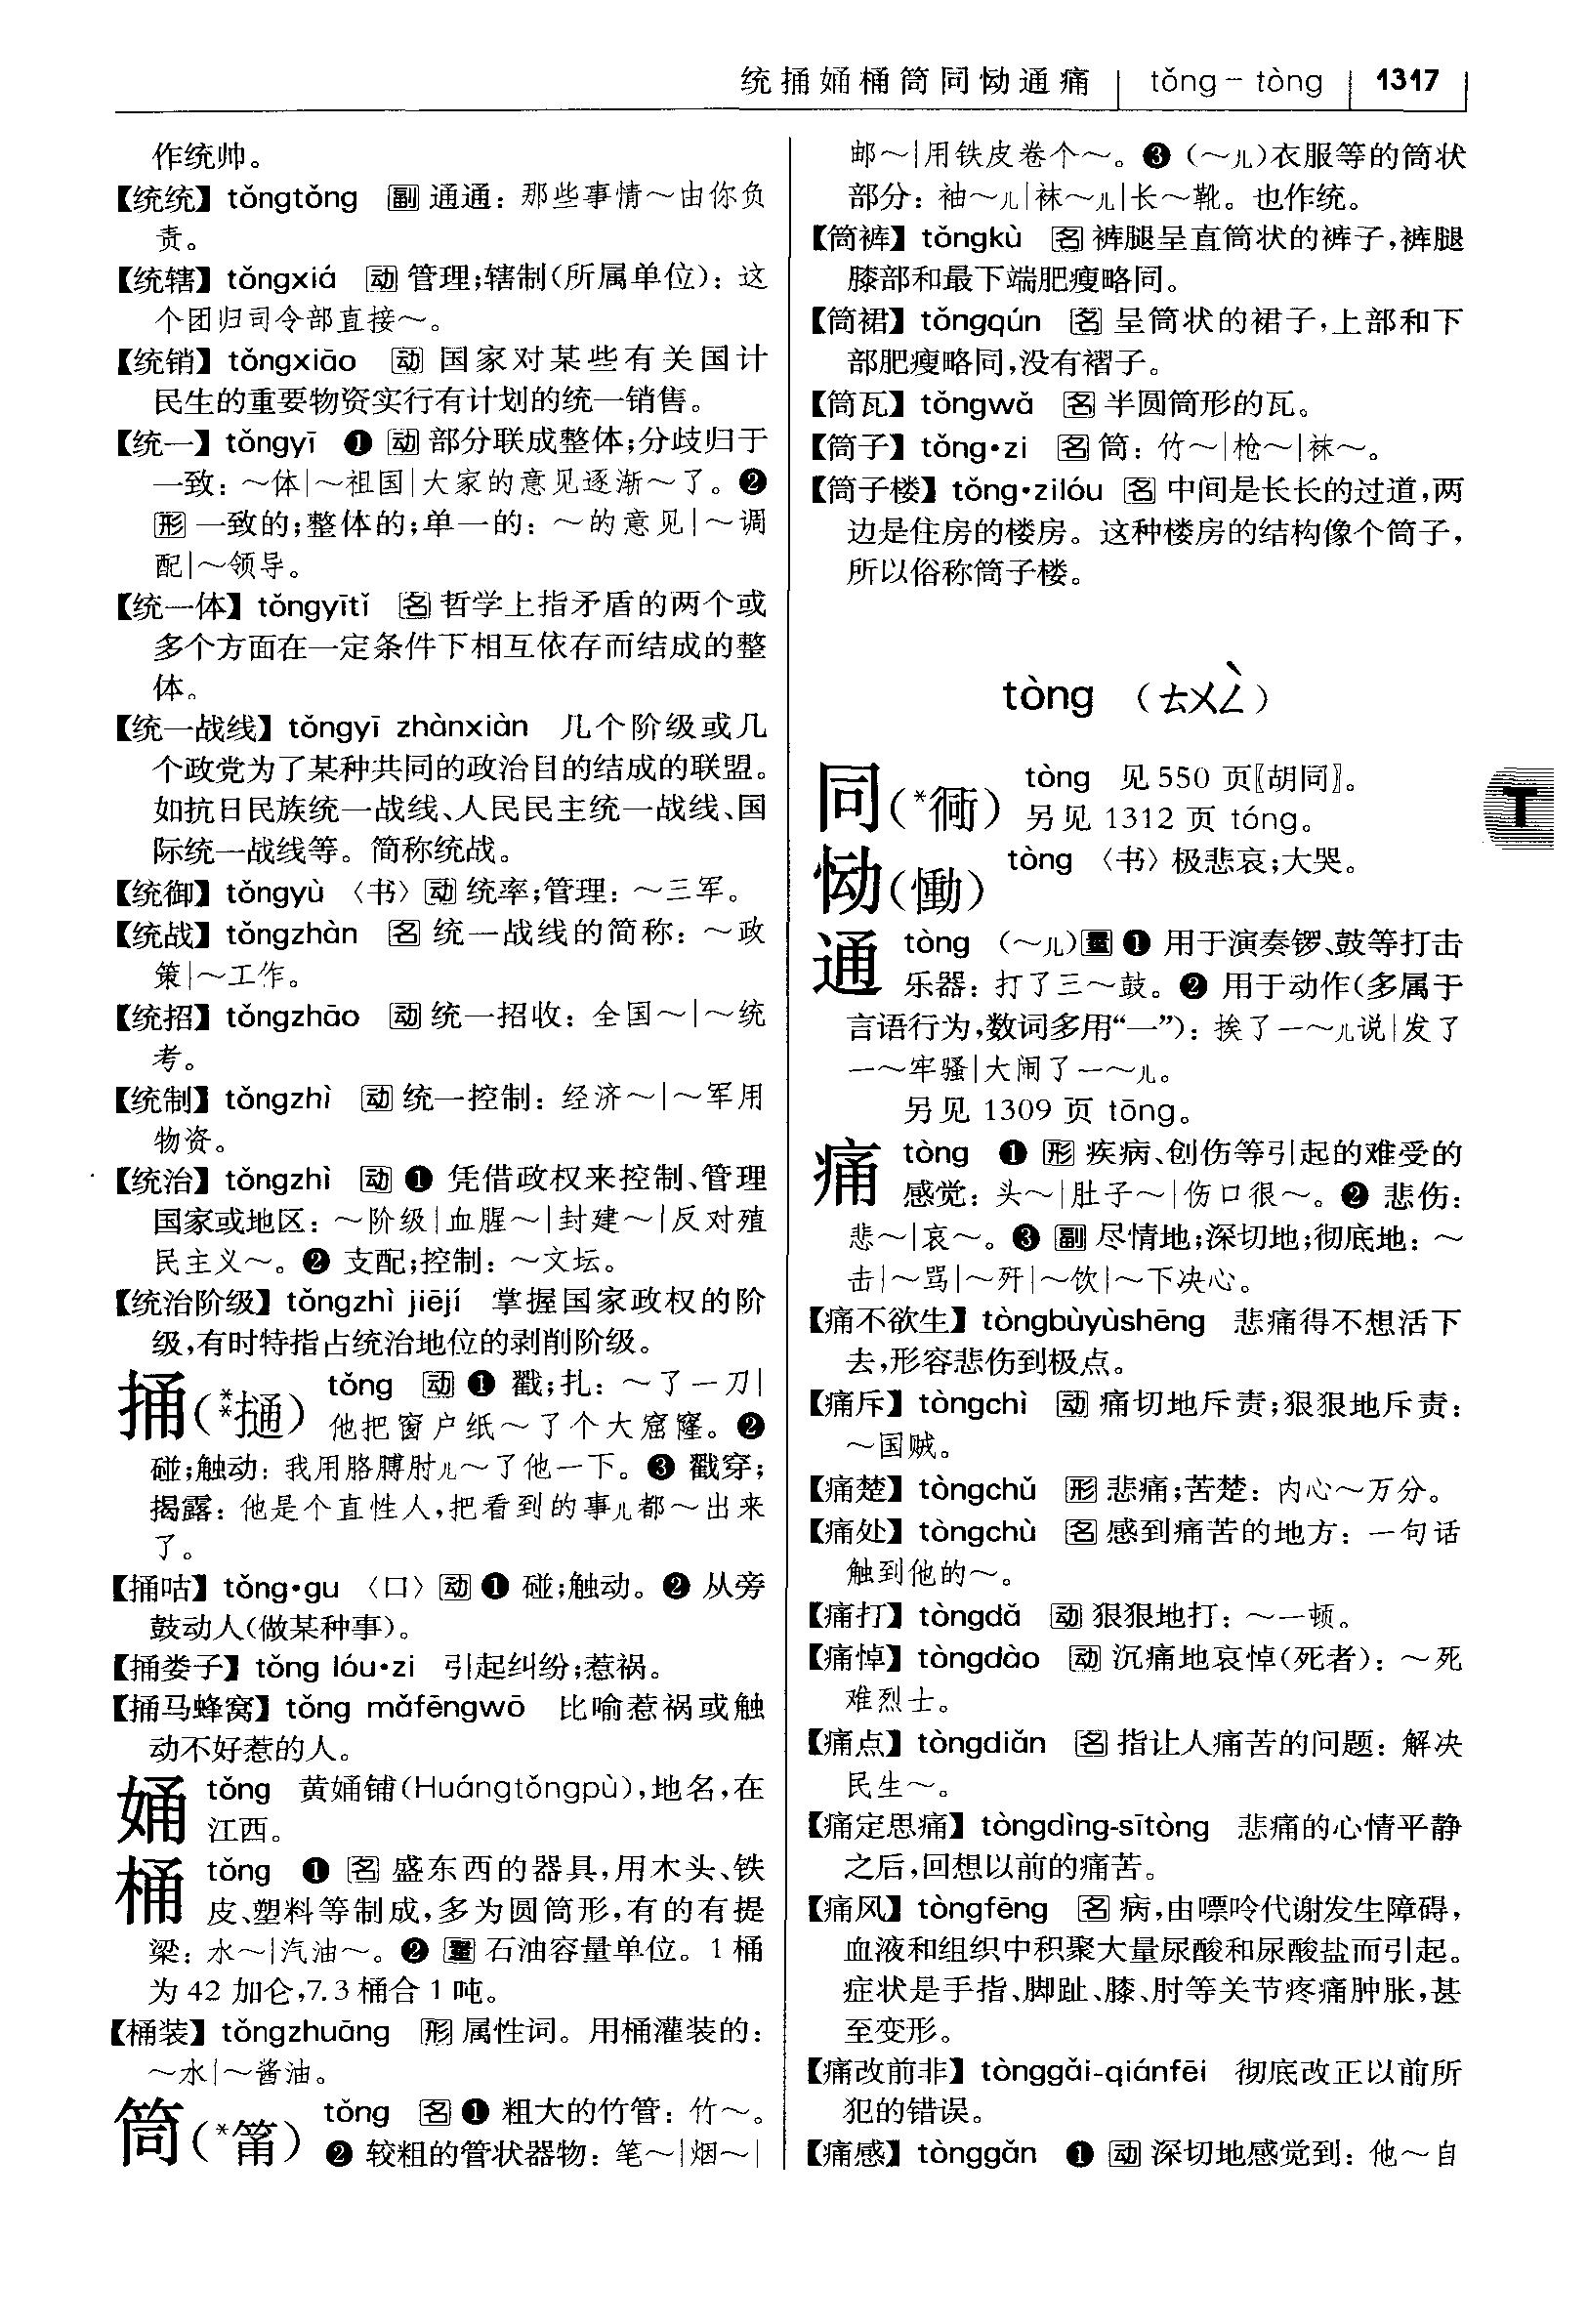 统捅㛚桶筒同恸通痛 | tǒng－tòng | 1317
作统帅。
【统统】 tǒngtǒng 副 通通：那些事情～由你负
责。
【统辖】 tǒngxiá 动 管理；辖制（所属单位）：这
个团归司令部直接～。
【统销】 tǒngxiāo 动 国家对某些有关国计
民生的重要物资实行有计划的统一销售。
【统一】 tǒngyī ❶ 动 部分联成整体；分歧归于
一致：～体|～祖国|大家的意见逐渐～了。❷
形 一致的；整体的；单一的：～的意见|～调
配|～领导。
【统一体】 tǒngyītǐ 名 哲学上指矛盾的两个或
多个方面在一定条件下相互依存而结成的整
体。
【统一战线】 tǒngyī zhànxiàn 几个阶级或几
个政党为了某种共同的政治目的结成的联盟。
如抗日民族统一战线、人民民主统一战线、国
际统一战线等。简称统战。
【统御】 tǒngyù 〈书〉 动 统率；管理：～三军。
【统战】 tǒngzhàn 名 统一战线的简称：～政
策|～工作。
【统招】 tǒngzhāo 动 统一招收：全国～|～统
考。
【统制】 tǒngzhì 动 统一控制：经济～|～军用
物资。
【统治】 tǒngzhì 动 ❶ 凭借政权来控制、管理
国家或地区：～阶级|血腥～|封建～|反对殖
民主义～。❷ 支配；控制：～文坛。
【统治阶级】 tǒngzhì jiējí 掌握国家政权的阶
级，有时特指占统治地位的剥削阶级。
捅（**㨂） tǒng 动 ❶ 戳；扎：～了一刀|
他把窗户纸～了个大窟窿。❷
碰；触动：我用胳膊肘儿～了他一下。❸ 戳穿；
揭露：他是个直性人，把看到的事儿都～出来
了。
【捅咕】 tǒng·gu 〈口〉 动 ❶ 碰；触动。❷ 从旁
鼓动人（做某种事）。
【捅娄子】 tǒng lóu·zi 引起纠纷；惹祸。
【捅马蜂窝】 tǒng mǎfēngwō 比喻惹祸或触
动不好惹的人。
㛚 tǒng 黄㛚铺（Huángtǒngpù），地名，在
江西。
桶 tǒng ❶ 名 盛东西的器具，用木头、铁
皮、塑料等制成，多为圆筒形，有的有提
梁：水～|汽油～。❷ 量 石油容量单位。1 桶
为 42 加仑，7.3 桶合 1 吨。
【桶装】 tǒngzhuāng 形 属性词。用桶灌装的：
～水|～酱油。
筒（*筩） tǒng 名 ❶ 粗大的竹管：竹～。
❷ 较粗的管状器物：笔～|烟～|
邮～|用铁皮卷个～。❸（～儿）衣服等的筒状
部分：袖～儿|袜～儿|长～靴。也作统。
【筒裤】 tǒngkù 名 裤腿呈直筒状的裤子，裤腿
膝部和最下端肥瘦略同。
【筒裙】 tǒngqún 名 呈筒状的裙子，上部和下
部肥瘦略同，没有褶子。
【筒瓦】 tǒngwǎ 名 半圆筒形的瓦。
【筒子】 tǒng·zi 名 筒：竹～|枪～|袜～。
【筒子楼】 tǒng·zilóu 名 中间是长长的过道，两
边是住房的楼房。这种楼房的结构像个筒子，
所以俗称筒子楼。
tòng （ㄊㄨㄥˋ）
同（*衕） tòng 见 550 页〖胡同〗。
另见 1312 页 tóng。
恸（慟） tòng 〈书〉 极悲哀；大哭。
通 tòng （～儿）量 ❶ 用于演奏锣、鼓等打击
乐器：打了三～鼓。❷ 用于动作（多属于
言语行为，数词多用“一”）：挨了一～儿说|发了
一～牢骚|大闹了一～儿。
另见 1309 页 tōng。
T
痛 tòng ❶ 形 疾病、创伤等引起的难受的
感觉：头～|肚子～|伤口很～。❷ 悲伤：
悲～|哀～。❸ 副 尽情地；深切地；彻底地：～
击|～骂|～歼|～饮|～下决心。
【痛不欲生】 tòngbùyùshēng 悲痛得不想活下
去，形容悲伤到极点。
【痛斥】 tòngchì 动 痛切地斥责；狠狠地斥责：
～国贼。
【痛楚】 tòngchǔ 形 悲痛；苦楚：内心～万分。
【痛处】 tòngchù 名 感到痛苦的地方：一句话
触到他的～。
【痛打】 tòngdǎ 动 狠狠地打：～一顿。
【痛悼】 tòngdào 动 沉痛地哀悼（死者）：～死
难烈士。
【痛点】 tòngdiǎn 名 指让人痛苦的问题：解决
民生～。
【痛定思痛】 tòngdìng-sītòng 悲痛的心情平静
之后，回想以前的痛苦。
【痛风】 tòngfēng 名 病，由嘌呤代谢发生障碍，
血液和组织中积聚大量尿酸和尿酸盐而引起。
症状是手指、脚趾、膝、肘等关节疼痛肿胀，甚
至变形。
【痛改前非】 tònggǎi-qiánfēi 彻底改正以前所
犯的错误。
【痛感】 tònggǎn ❶ 动 深切地感觉到：他～自